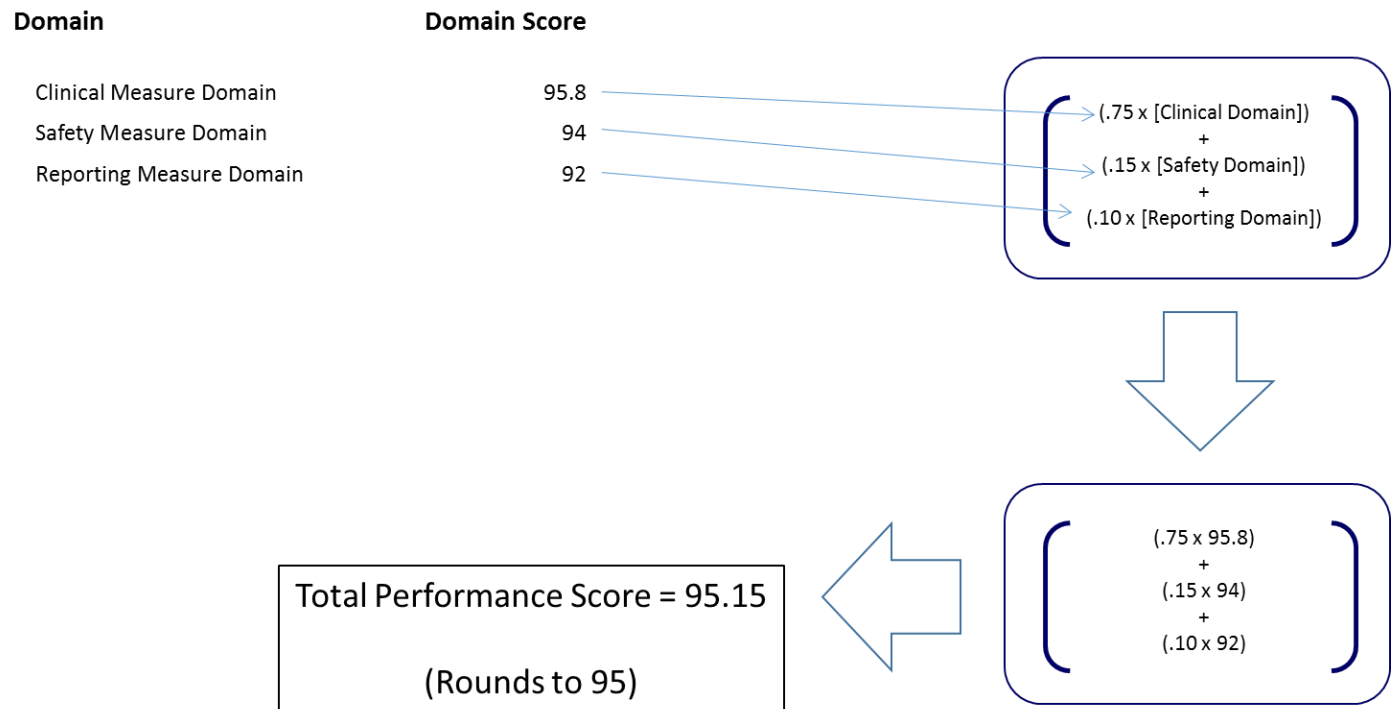 Domain Domain Score
Clinical Measure Domain 95.8
Safety Measure Domain 94
Reporting Measure Domain 92
(.75 x [Clinical Domain])
+
(.15 x [Safety Domain])
+
(.10 x [Reporting Domain])
(.75 x 95.8)
+
(.15 x 94)
+
(.10 x 92)
Total Performance Score = 95.15
(Rounds to 95)